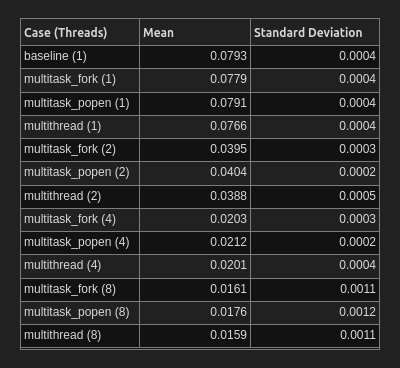 Case (Threads) Mean Standard Deviation
baseline (1) 0.0793 0.0004
multitask_fork (1) 0.0779 0.0004
multitask_popen (1) 0.0791 0.0004
multithread (1) 0.0766 0.0004
multitask_fork (2) 0.0395 0.0003
multitask_popen (2) 0.0404 0.0002
multithread (2) 0.0388 0.0005
multitask_fork (4) 0.0203 0.0003
multitask_popen (4) 0.0212 0.0002
multithread (4) 0.0201 0.0004
multitask_fork (8) 0.0161 0.0011
multitask_popen (8) 0.0176 0.0012
multithread (8) 0.0159 0.0011